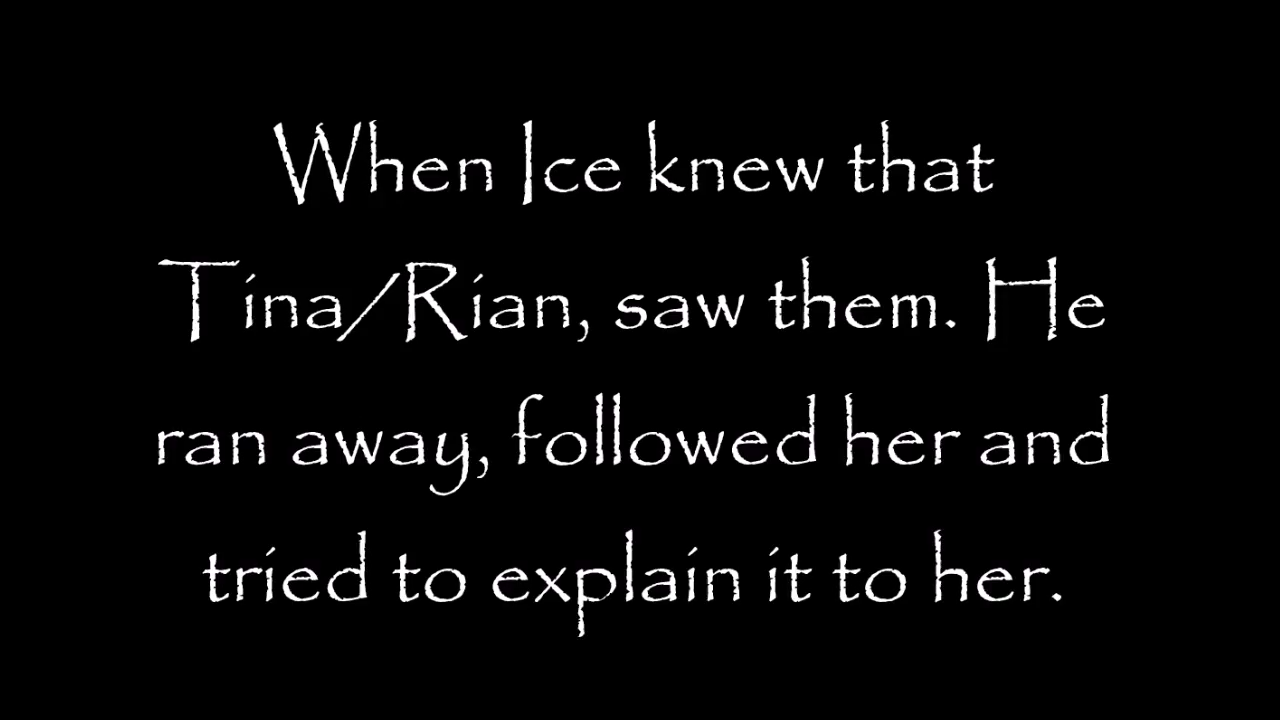 When Ice knew that
Tina/Rian, saw them. He
ran away, followed her and
tried to explain it to her.